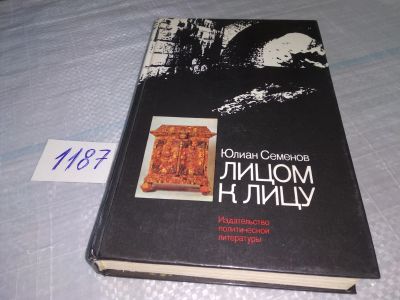 1187
Юлиан Семенов
ЛИЦОМ
К ЛИЦУ
Издательство
политической
литературы